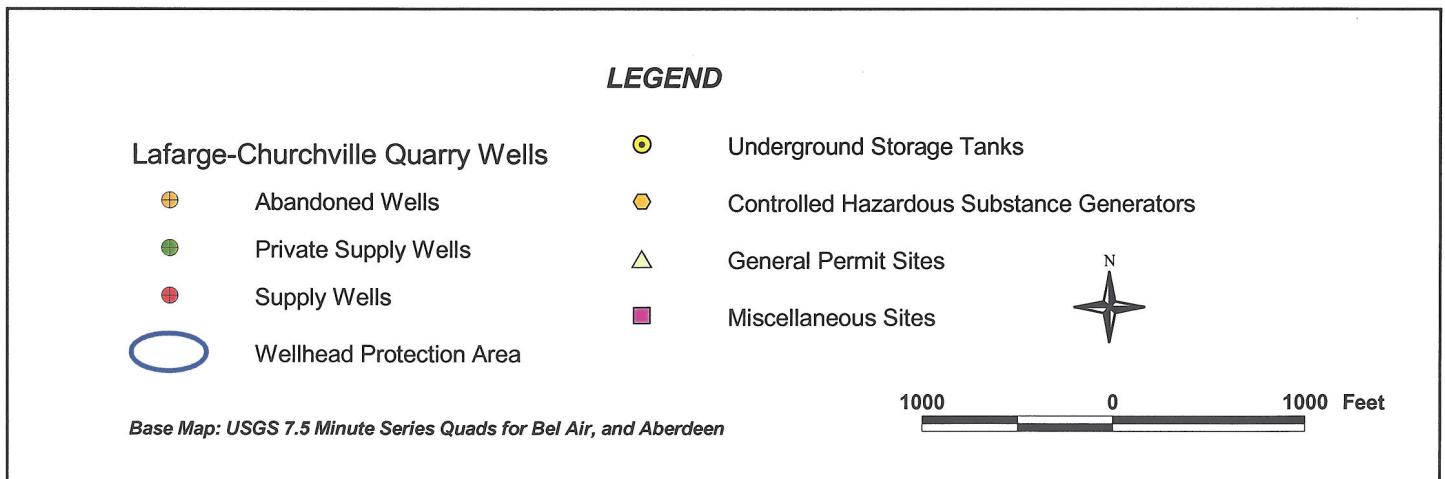 LEGEND
Lafarge-Churchville Quarry Wells
Abandoned Wells
Private Supply Wells
Supply Wells
Wellhead Protection Area
Underground Storage Tanks
Controlled Hazardous Substance Generators
General Permit Sites
Miscellaneous Sites
N
1000 0 1000 Feet
Base Map: USGS 7.5 Minute Series Quads for Bel Air, and Aberdeen